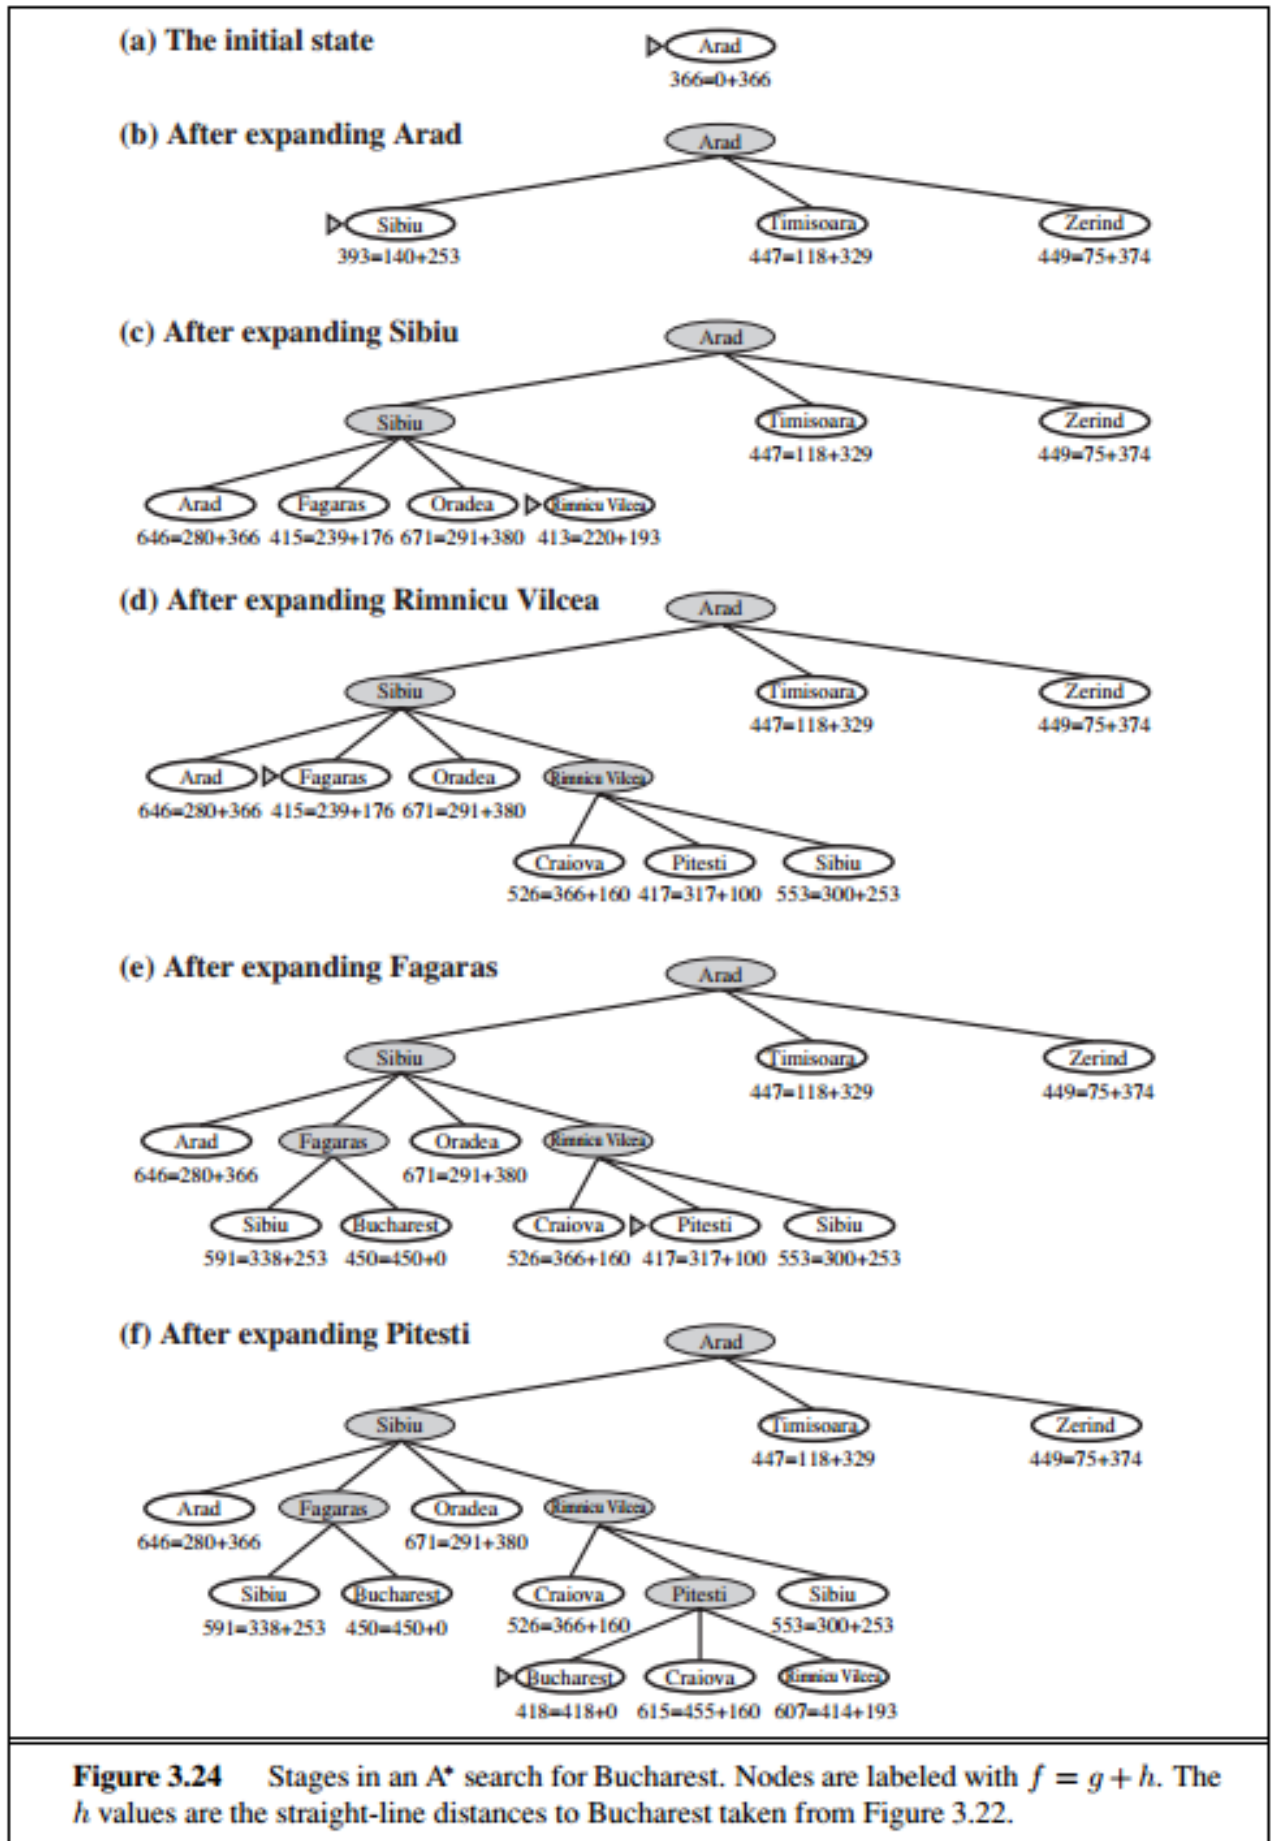 (a) The initial state
Arad
366=0+366
(b) After expanding Arad
Arad
Sibiu Timisoara Zerind
393=140+253 447=118+329 449=75+374
(c) After expanding Sibiu
Arad
Sibiu Timisoara Zerind
447=118+329 449=75+374
Arad Fagaras Oradea Rimnicu Vilcea
646=280+366 415=239+176 671=291+380 413=220+193
(d) After expanding Rimnicu Vilcea
Arad
Sibiu Timisoara Zerind
447=118+329 449=75+374
Arad Fagaras Oradea Rimnicu Vilcea
646=280+366 415=239+176 671=291+380
Craiova Pitesti Sibiu
526=366+160 417=317+100 553=300+253
(e) After expanding Fagaras
Arad
Sibiu Timisoara Zerind
447=118+329 449=75+374
Arad Fagaras Oradea Rimnicu Vilcea
646=280+366 671=291+380
Sibiu Bucharest Craiova Pitesti Sibiu
591=338+253 450=450+0 526=366+160 417=317+100 553=300+253
(f) After expanding Pitesti
Arad
Sibiu Timisoara Zerind
447=118+329 449=75+374
Arad Fagaras Oradea Rimnicu Vilcea
646=280+366 671=291+380
Sibiu Bucharest Craiova Pitesti Sibiu
591=338+253 450=450+0 526=366+160 553=300+253
Bucharest Craiova Rimnicu Vilcea
418=418+0 615=455+160 607=414+193
Figure 3.24 Stages in an A* search for Bucharest. Nodes are labeled with f = g + h. The
h values are the straight-line distances to Bucharest taken from Figure 3.22.